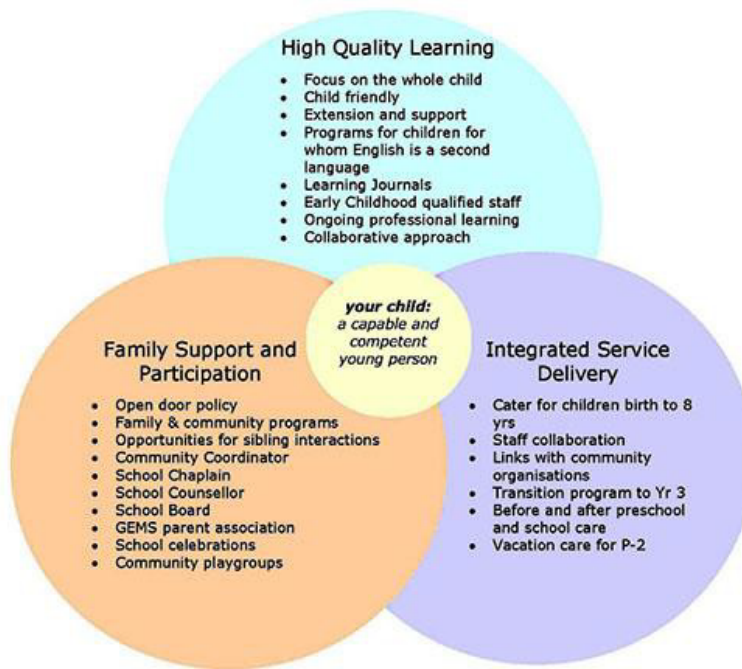 High Quality Learning
• Focus on the whole child
• Child friendly
• Extension and support
• Programs for children for
whom English is a second
language
• Learning Journals
• Early Childhood qualified staff
• Ongoing professional learning
• Collaborative approach
your child:
a capable and
competent
young person
Family Support and
Participation
• Open door policy
• Family & community programs
• Opportunities for sibling interactions
• Community Coordinator
• School Chaplain
• School Counsellor
• School Board
• GEMS parent association
• School celebrations
• Community playgroups
Integrated Service
Delivery
• Cater for children birth to 8
yrs
• Staff collaboration
• Links with community
organisations
• Transition program to Yr 3
• Before and after preschool
and school care
• Vacation care for P-2